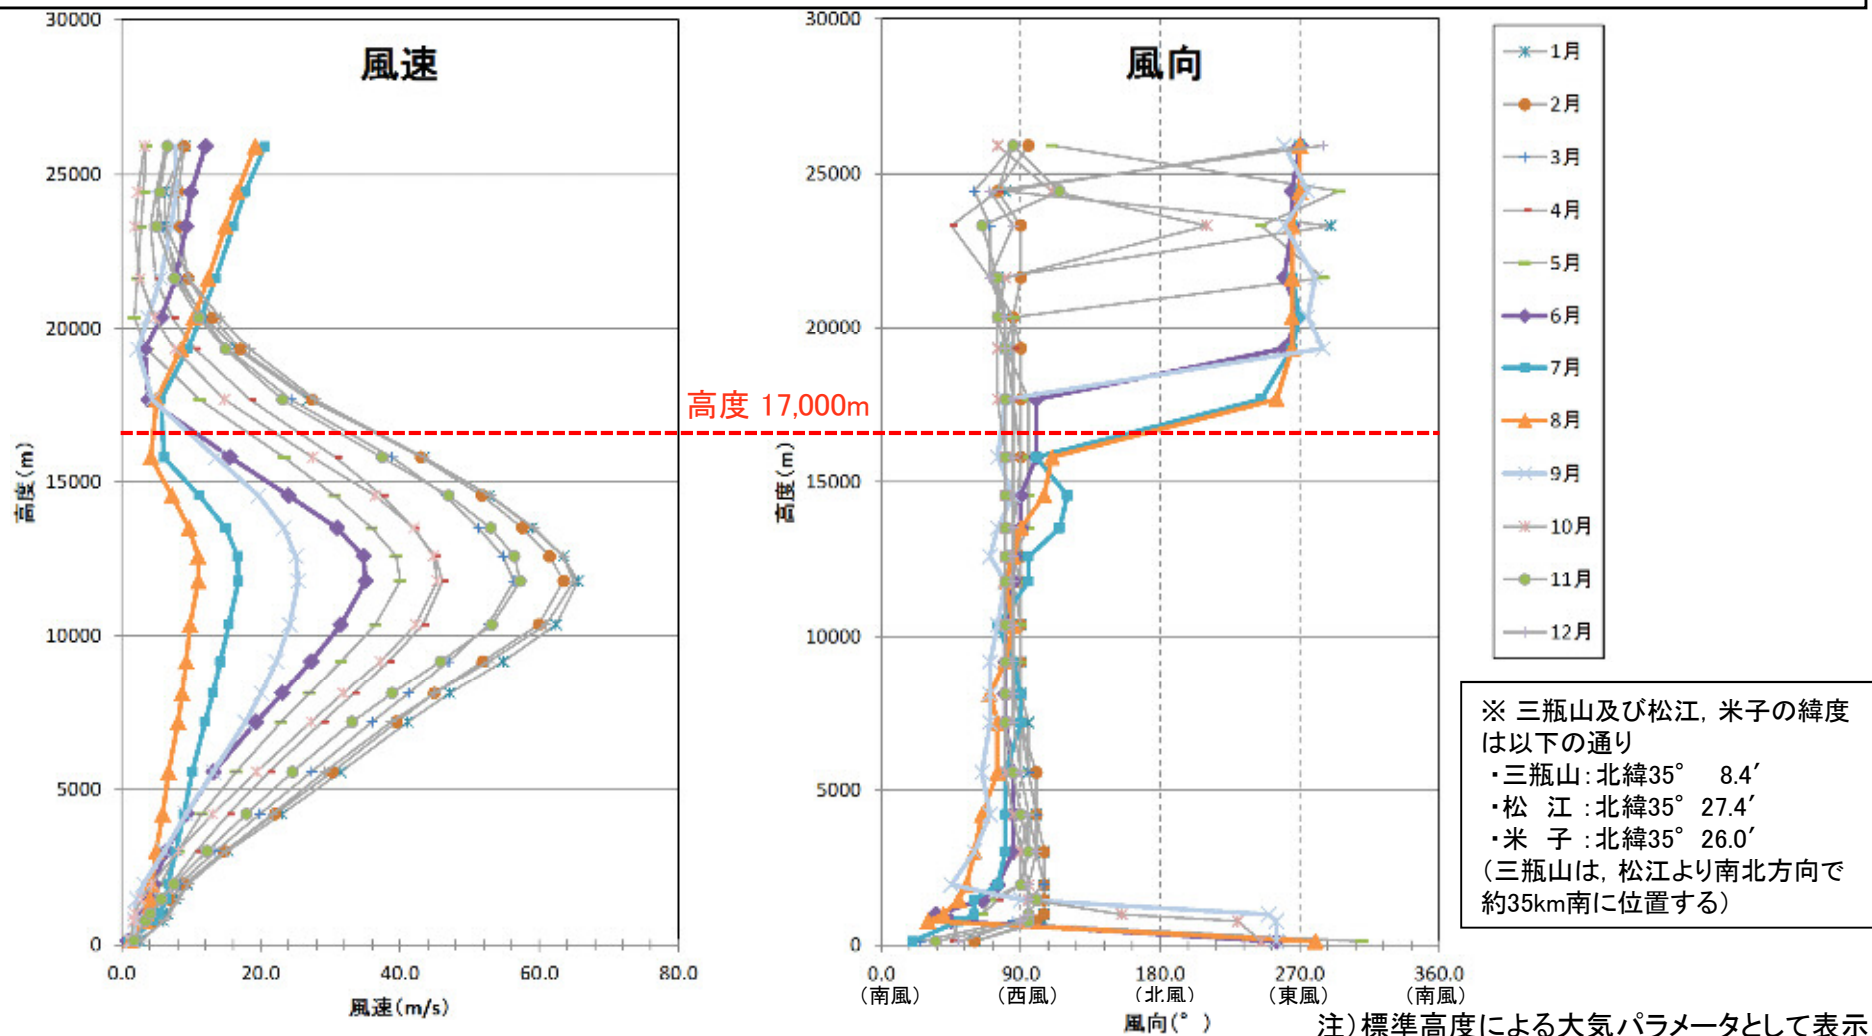 風速
30000
25000
20000
15000
10000
5000
0
高度(m)
0.0 20.0 40.0 60.0 80.0
風速(m/s)
高度 17,000m
風向
30000
25000
20000
15000
10000
5000
0
高度(m)
0.0 90.0 180.0 270.0 360.0
(南風) (西風) (北風) (東風) (南風)
風向(°)
1月
2月
3月
4月
5月
6月
7月
8月
9月
10月
11月
12月
※ 三瓶山及び松江, 米子の緯度
は以下の通り
・三瓶山:北緯35° 8.4′
・松 江:北緯35° 27.4′
・米 子:北緯35° 26.0′
(三瓶山は, 松江より南北方向で
約35km南に位置する)
注)標準高度による大気パラメータとして表示